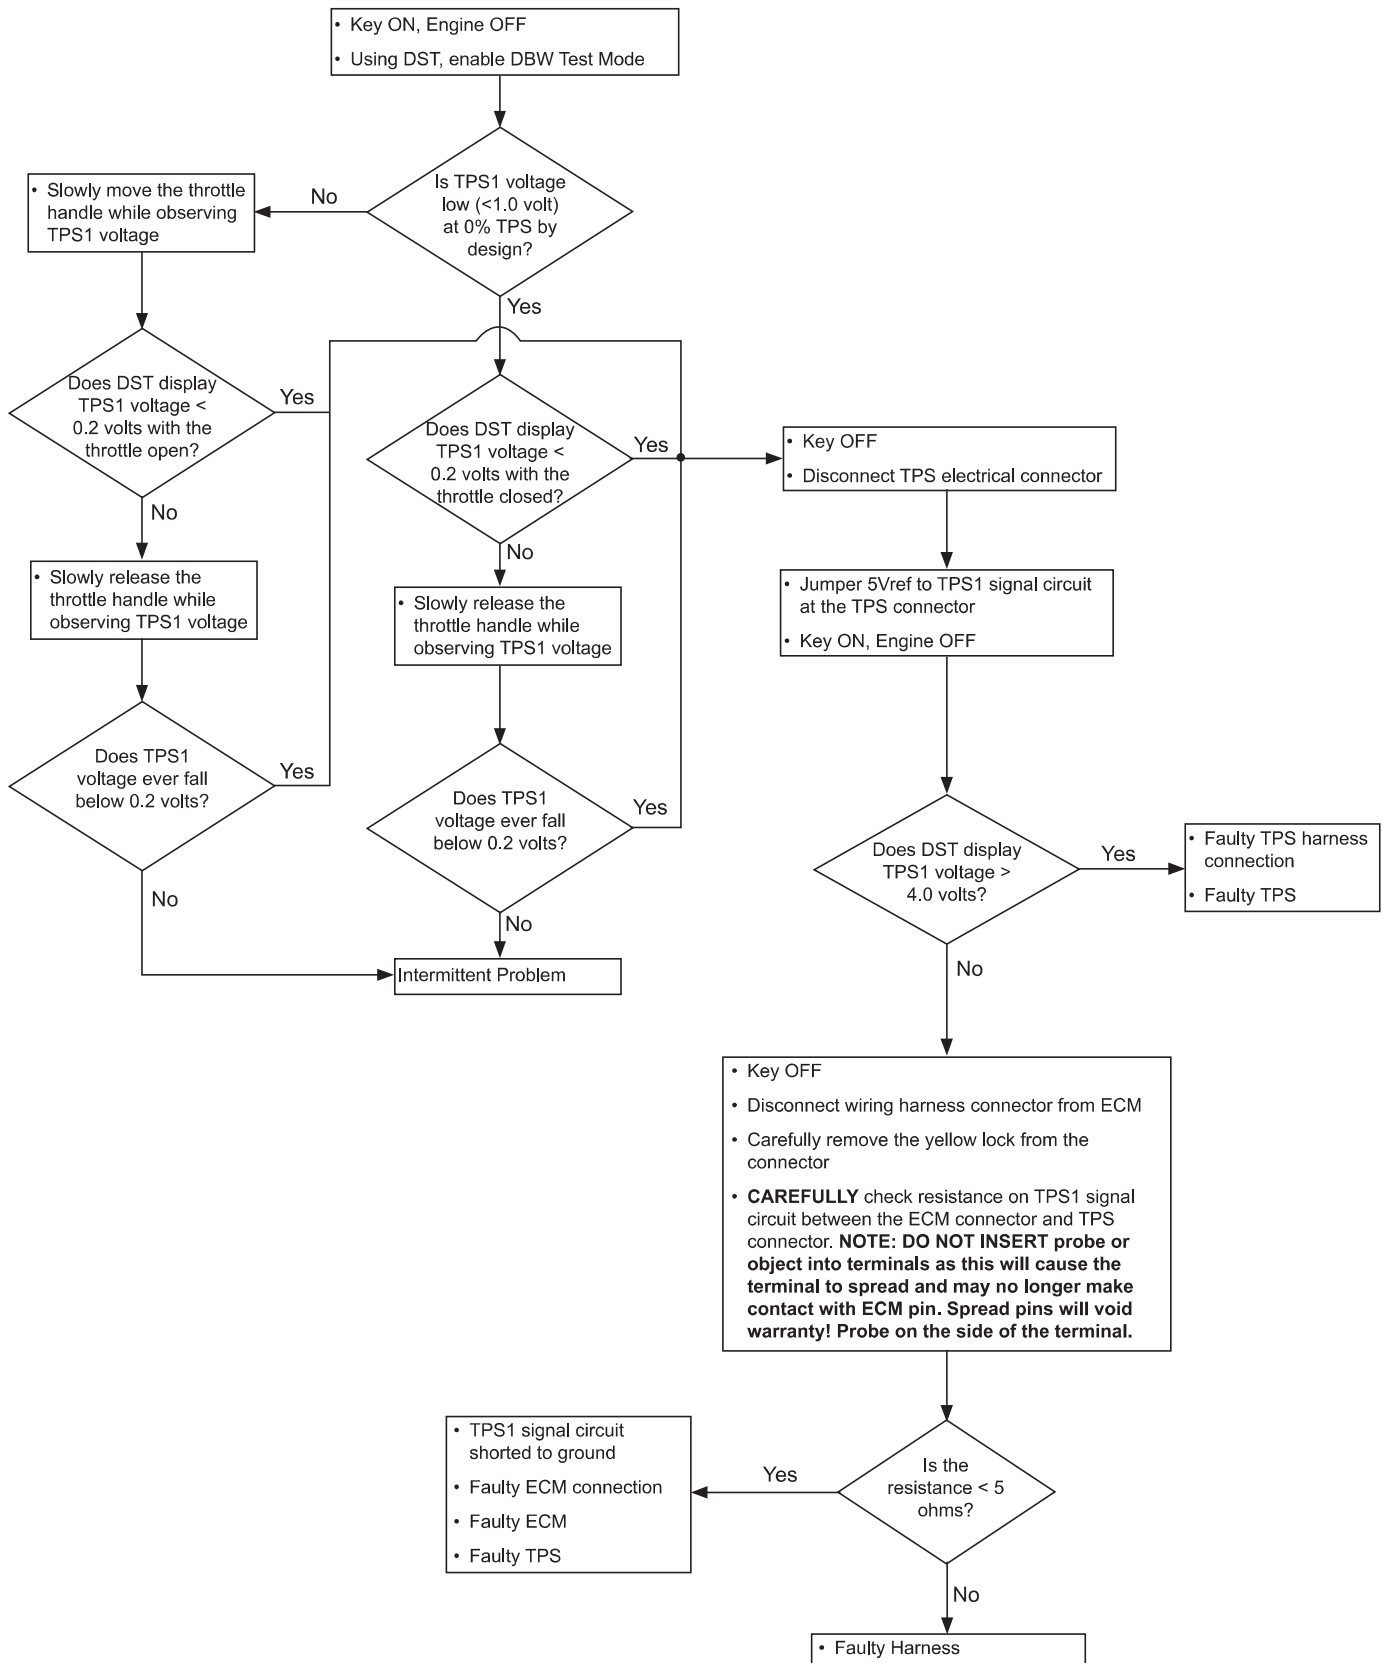 • Key ON, Engine OFF
• Using DST, enable DBW Test Mode
Is TPS1 voltage
low (<1.0 volt)
at 0% TPS by
design?
No
• Slowly move the throttle
handle while observing
TPS1 voltage
Yes
Does DST display
TPS1 voltage <
0.2 volts with the
throttle open?
Yes
No
Does DST display
TPS1 voltage <
0.2 volts with the
throttle closed?
Yes
No
• Key OFF
• Disconnect TPS electrical connector
• Slowly release the
throttle handle while
observing TPS1 voltage
• Slowly release the
throttle handle while
observing TPS1 voltage
• Jumper 5Vref to TPS1 signal circuit
at the TPS connector
• Key ON, Engine OFF
Does TPS1
voltage ever fall
below 0.2 volts?
Yes
No
Does TPS1
voltage ever fall
below 0.2 volts?
Yes
No
Intermittent Problem
Does DST display
TPS1 voltage >
4.0 volts?
Yes
• Faulty TPS harness
connection
• Faulty TPS
No
• Key OFF
• Disconnect wiring harness connector from ECM
• Carefully remove the yellow lock from the
connector
• CAREFULLY check resistance on TPS1 signal
circuit between the ECM connector and TPS
connector. NOTE: DO NOT INSERT probe or
object into terminals as this will cause the
terminal to spread and may no longer make
contact with ECM pin. Spread pins will void
warranty! Probe on the side of the terminal.
Is the
resistance < 5
ohms?
Yes
• TPS1 signal circuit
shorted to ground
• Faulty ECM connection
• Faulty ECM
• Faulty TPS
No
• Faulty Harness